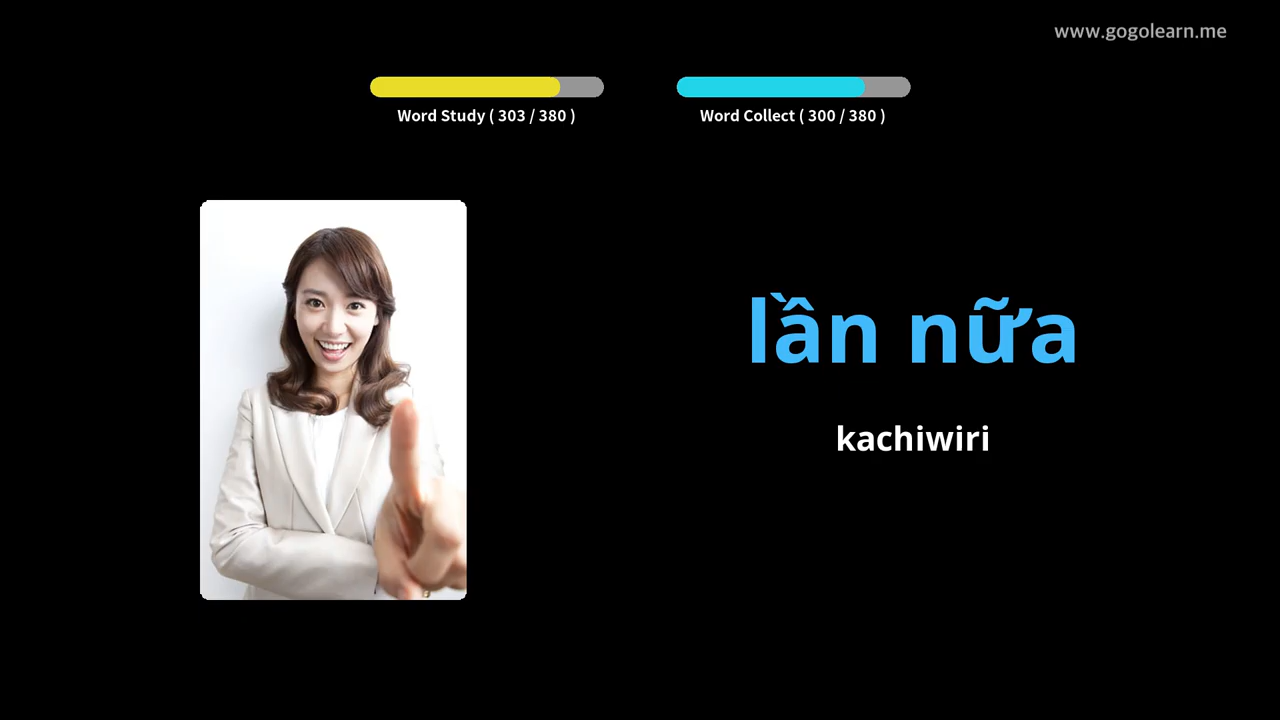 www.gogolearn.me
Word Study ( 303 / 380 )
Word Collect ( 300 / 380 )
lần nữa
kachiwiri